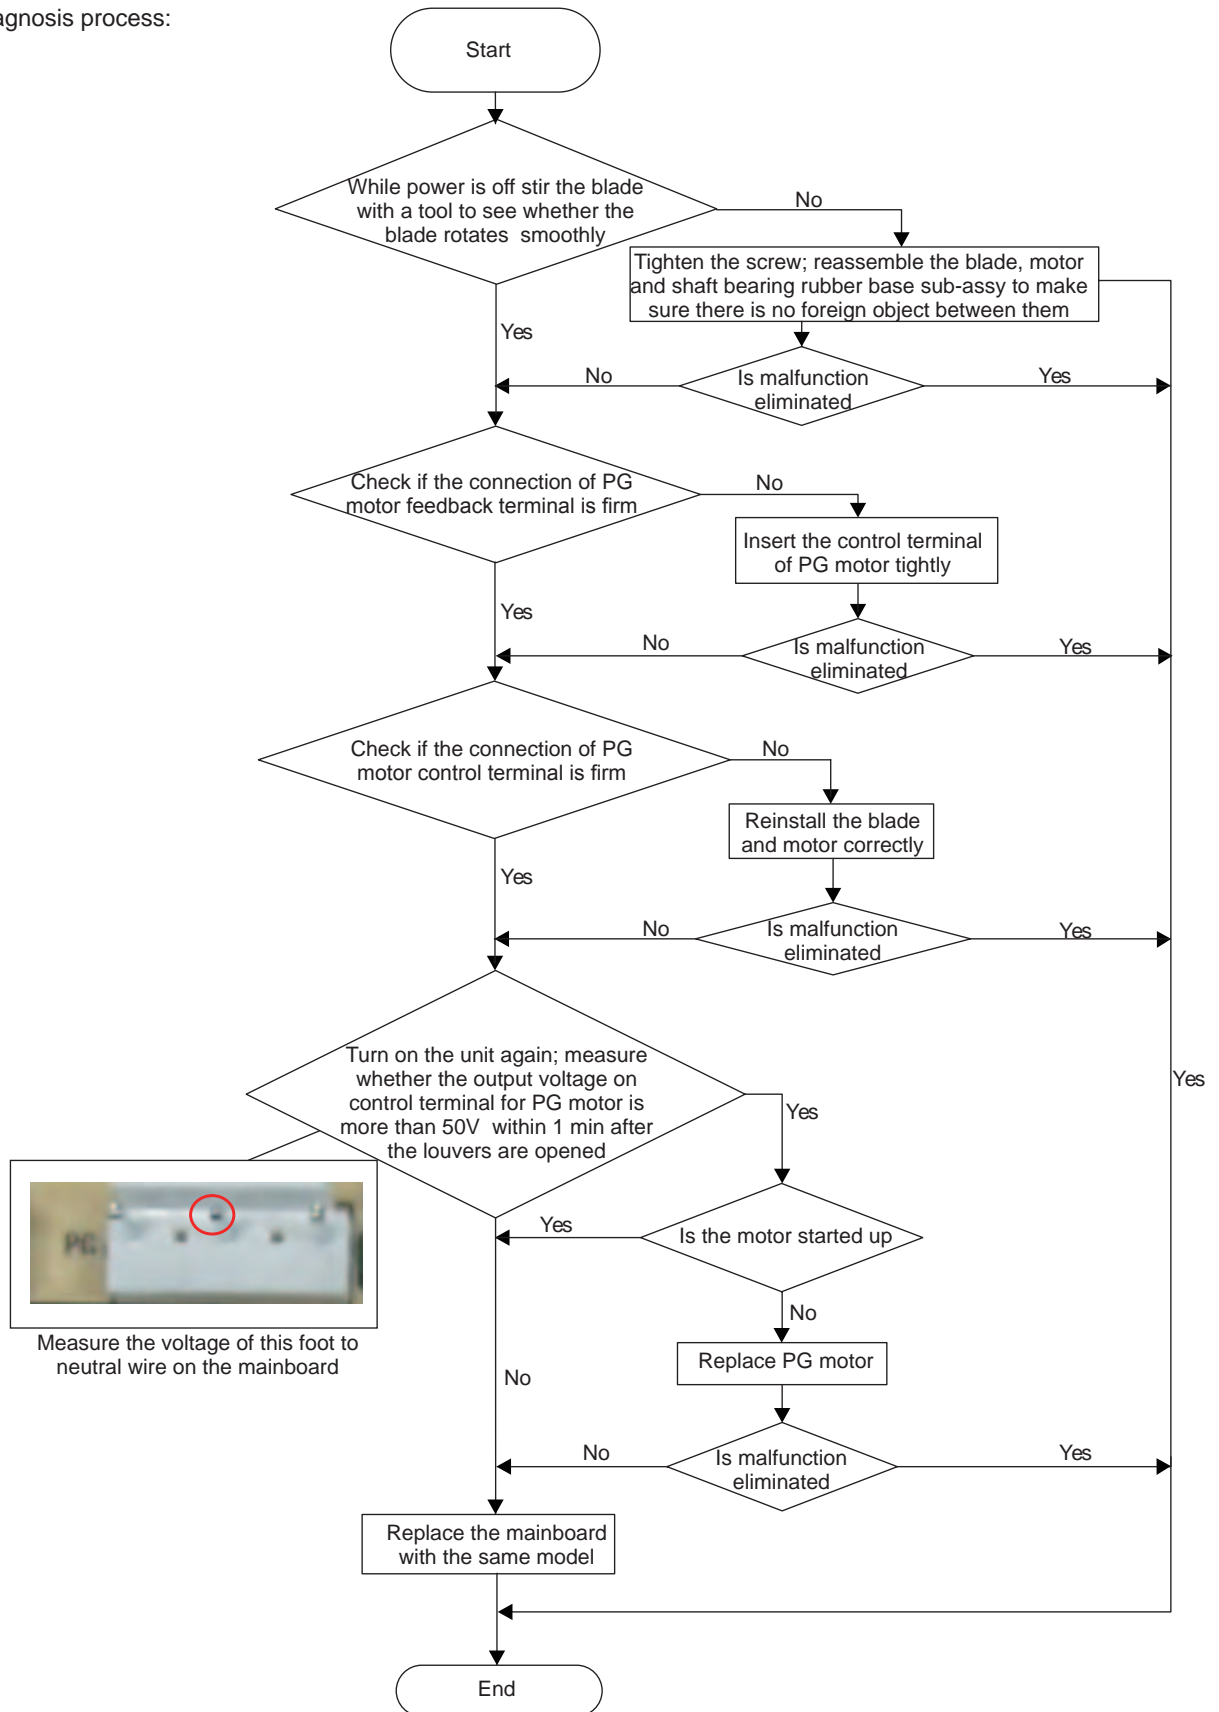 agnosis process:
Start
While power is off stir the blade
with a tool to see whether the
blade rotates smoothly
No
Tighten the screw; reassemble the blade, motor
and shaft bearing rubber base sub-assy to make
sure there is no foreign object between them
Yes
Is malfunction
eliminated
No
Yes
Check if the connection of PG
motor feedback terminal is firm
No
Insert the control terminal
of PG motor tightly
Yes
Is malfunction
eliminated
No
Yes
Check if the connection of PG
motor control terminal is firm
No
Reinstall the blade
and motor correctly
Yes
Is malfunction
eliminated
No
Yes
Turn on the unit again; measure
whether the output voltage on
control terminal for PG motor is
more than 50V within 1 min after
the louvers are opened
Yes
Yes
PG
Measure the voltage of this foot to
neutral wire on the mainboard
Yes
Is the motor started up
No
Replace PG motor
No
Is malfunction
eliminated
No
Yes
Replace the mainboard
with the same model
End